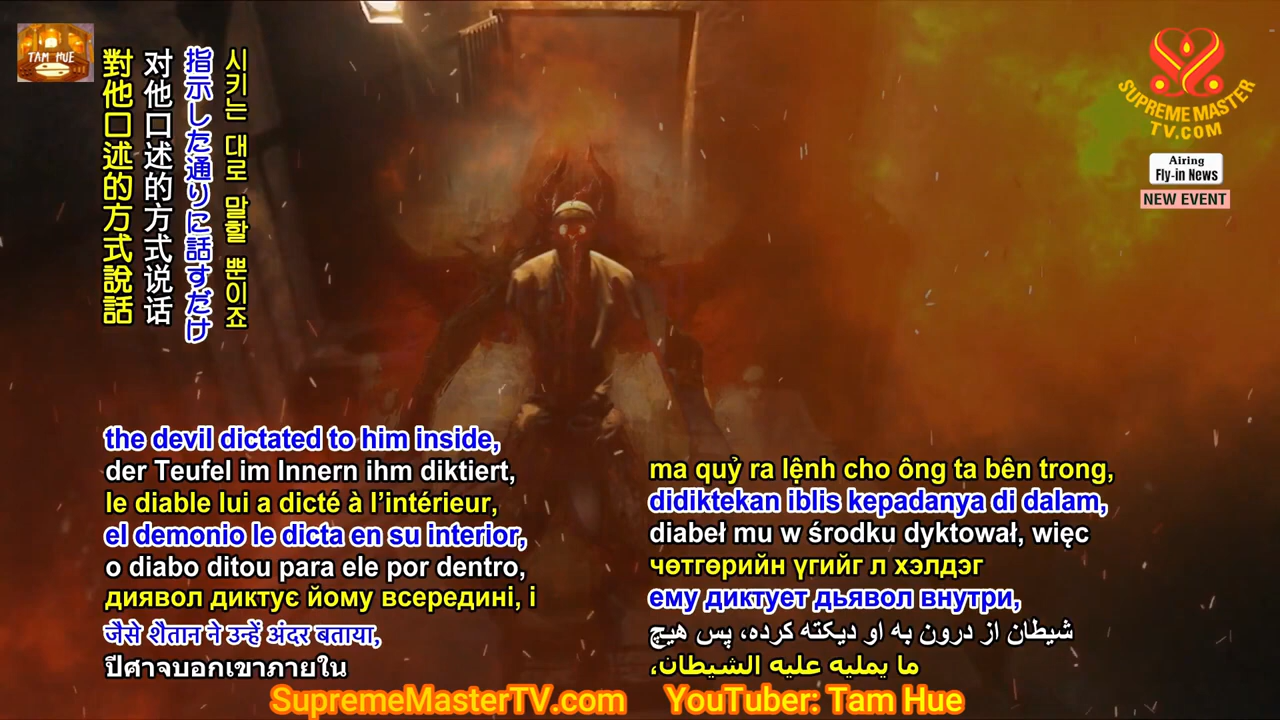 TAM HUE
對他口述的方式說話
对他口述的方式说话
指示した通りに話すだけ
시키는 대로 말할 뿐이죠
SUPREME MASTER
TV.COM
Airing
Fly-in News
NEW EVENT
the devil dictated to him inside,
der Teufel im Innern ihm diktiert,
le diable lui a dicté à l’intérieur,
el demonio le dicta en su interior,
o diabo ditou para ele por dentro,
диявол диктує йому всередині, і
जैसे शैतान ने उन्हें अंदर बताया,
ปีศาจบอกเขาภายใน
ma quỷ ra lệnh cho ông ta bên trong,
didiktekan iblis kepadanya di dalam,
diabeł mu w środku dyktował, więc
чөтгөрийн үгийг л хэлдэг
ему диктует дьявол внутри,
شیطان از درون به او دیکته کرده، پس هیچ
ما يمليه عليه الشيطان،
SupremeMasterTV.com
YouTuber: Tam Hue